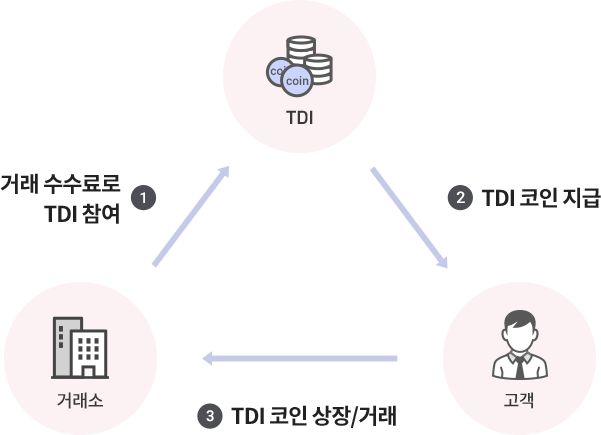 coin
coin
TDI
거래 수수료로
TDI 참여
1
2 TDI 코인 지급
거래소
고객
3 TDI 코인 상장/거래